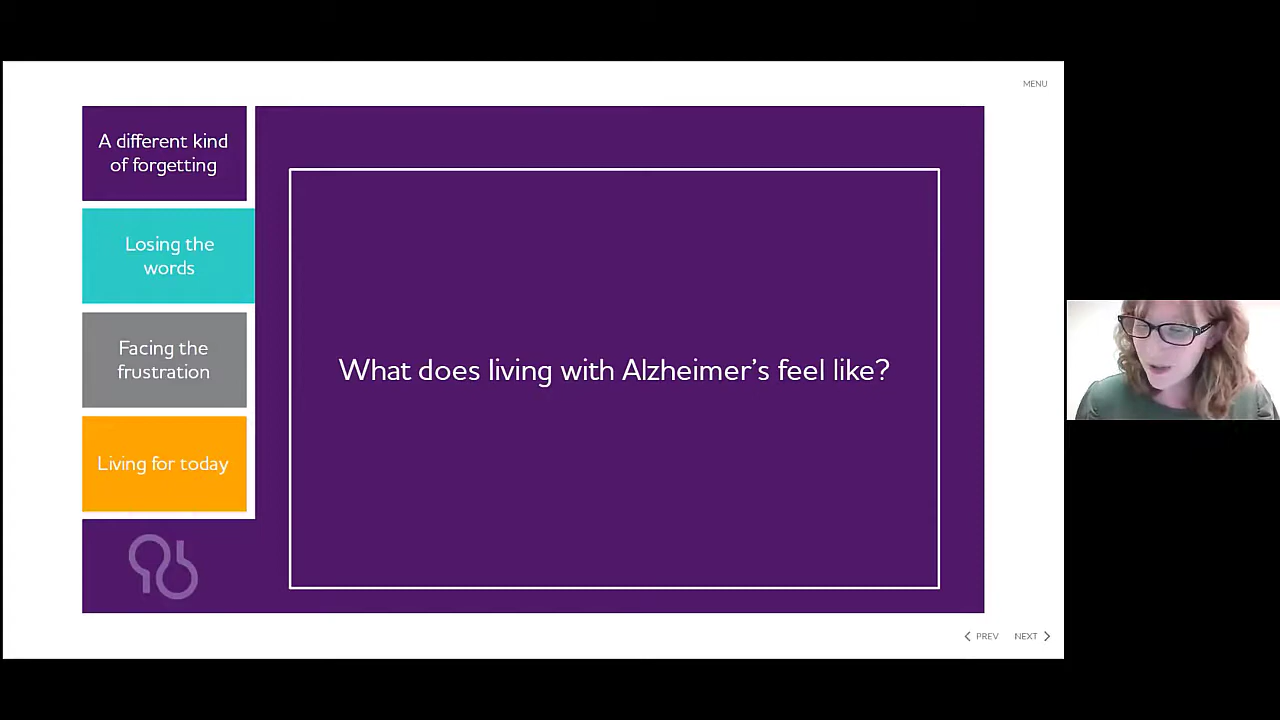 MENU
A different kind
of forgetting
Losing the
words
Facing the
frustration
Living for today
What does living with Alzheimer’s feel like?
PREV
NEXT